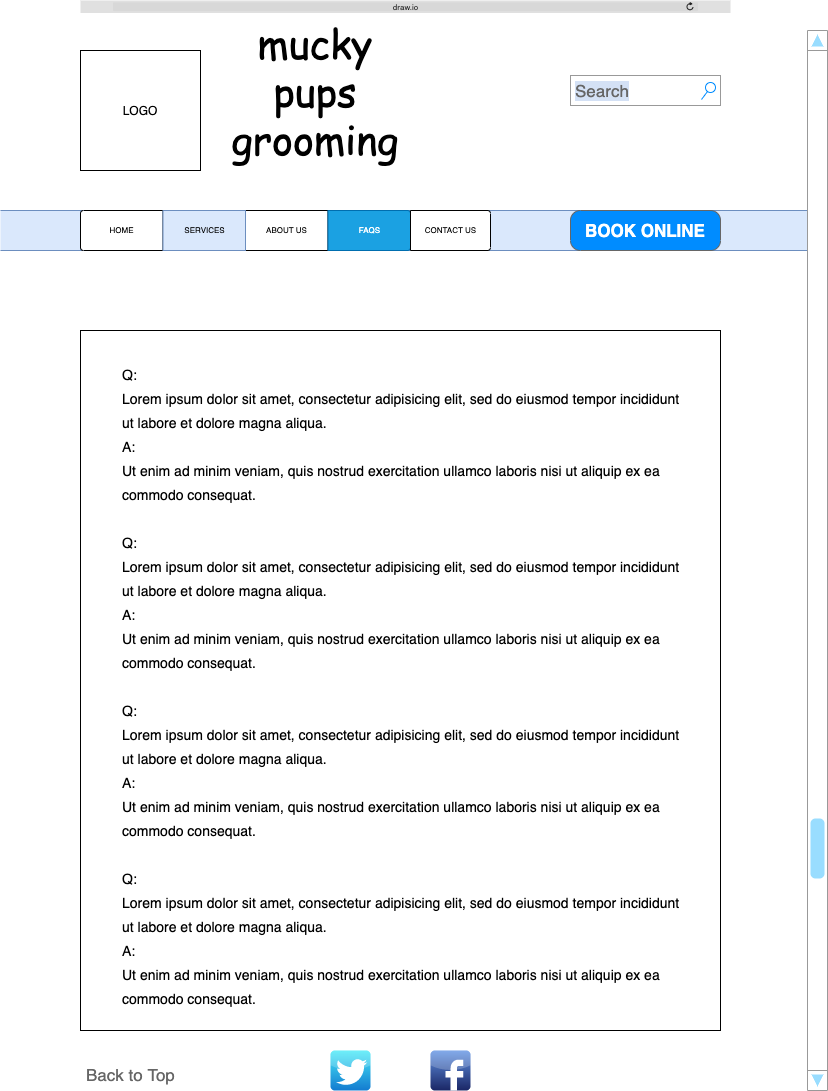 draw.io
mucky
pups
grooming
LOGO
Search
HOME
SERVICES
ABOUT US
FAQS
CONTACT US
BOOK ONLINE
Q:
Lorem ipsum dolor sit amet, consectetur adipisicing elit, sed do eiusmod tempor incididunt
ut labore et dolore magna aliqua.
A:
Ut enim ad minim veniam, quis nostrud exercitation ullamco laboris nisi ut aliquip ex ea
commodo consequat.
Q:
Lorem ipsum dolor sit amet, consectetur adipisicing elit, sed do eiusmod tempor incididunt
ut labore et dolore magna aliqua.
A:
Ut enim ad minim veniam, quis nostrud exercitation ullamco laboris nisi ut aliquip ex ea
commodo consequat.
Q:
Lorem ipsum dolor sit amet, consectetur adipisicing elit, sed do eiusmod tempor incididunt
ut labore et dolore magna aliqua.
A:
Ut enim ad minim veniam, quis nostrud exercitation ullamco laboris nisi ut aliquip ex ea
commodo consequat.
Q:
Lorem ipsum dolor sit amet, consectetur adipisicing elit, sed do eiusmod tempor incididunt
ut labore et dolore magna aliqua.
A:
Ut enim ad minim veniam, quis nostrud exercitation ullamco laboris nisi ut aliquip ex ea
commodo consequat.
Back to Top